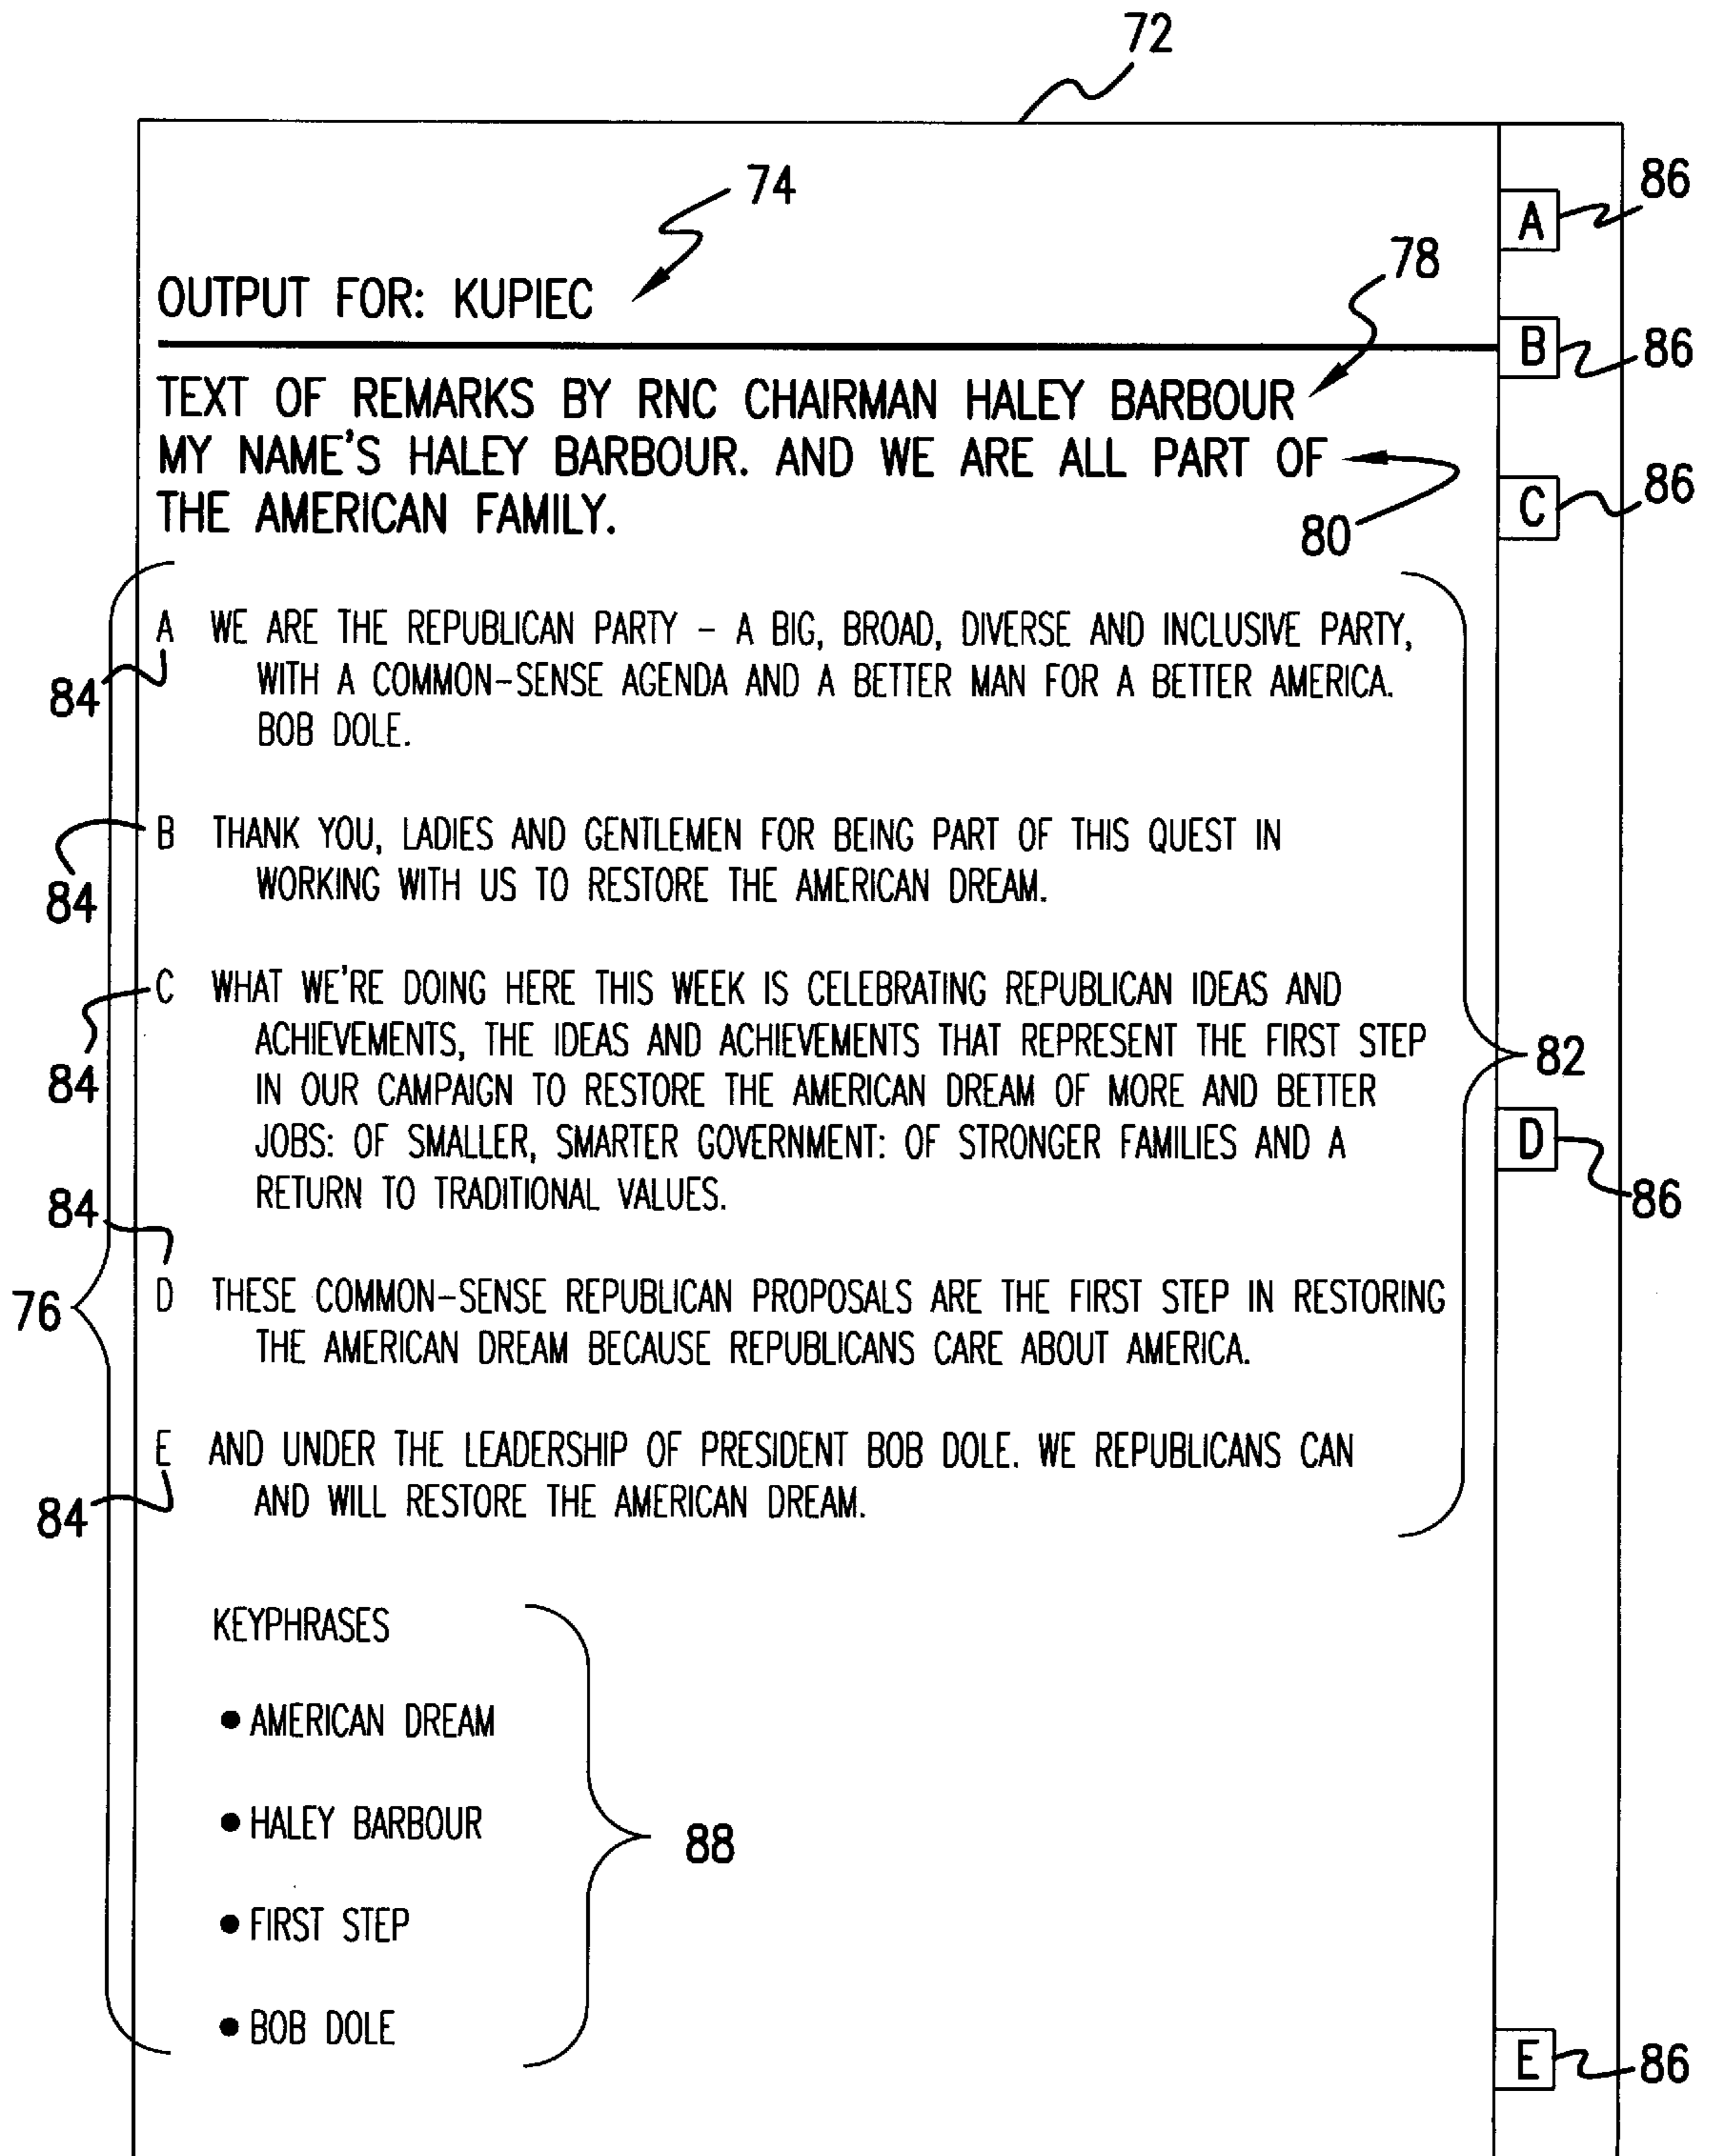 72
74
86
A
78
OUTPUT FOR: KUPIEC
B
86
TEXT OF REMARKS BY RNC CHAIRMAN HALEY BARBOUR
MY NAME'S HALEY BARBOUR. AND WE ARE ALL PART OF
86
THE AMERICAN FAMILY.
C
80
A WE ARE THE REPUBLICAN PARTY – A BIG, BROAD, DIVERSE AND INCLUSIVE PARTY,
84
WITH A COMMON-SENSE AGENDA AND A BETTER MAN FOR A BETTER AMERICA.
BOB DOLE.
B THANK YOU, LADIES AND GENTLEMEN FOR BEING PART OF THIS QUEST IN
84
WORKING WITH US TO RESTORE THE AMERICAN DREAM.
C WHAT WE'RE DOING HERE THIS WEEK IS CELEBRATING REPUBLICAN IDEAS AND
ACHIEVEMENTS, THE IDEAS AND ACHIEVEMENTS THAT REPRESENT THE FIRST STEP
82
84
IN OUR CAMPAIGN TO RESTORE THE AMERICAN DREAM OF MORE AND BETTER
JOBS: OF SMALLER, SMARTER GOVERNMENT: OF STRONGER FAMILIES AND A
D
RETURN TO TRADITIONAL VALUES.
84
86
76
D THESE COMMON-SENSE REPUBLICAN PROPOSALS ARE THE FIRST STEP IN RESTORING
THE AMERICAN DREAM BECAUSE REPUBLICANS CARE ABOUT AMERICA.
E AND UNDER THE LEADERSHIP OF PRESIDENT BOB DOLE. WE REPUBLICANS CAN
84
AND WILL RESTORE THE AMERICAN DREAM.
KEYPHRASES
• AMERICAN DREAM
• HALEY BARBOUR
88
• FIRST STEP
• BOB DOLE
E
86